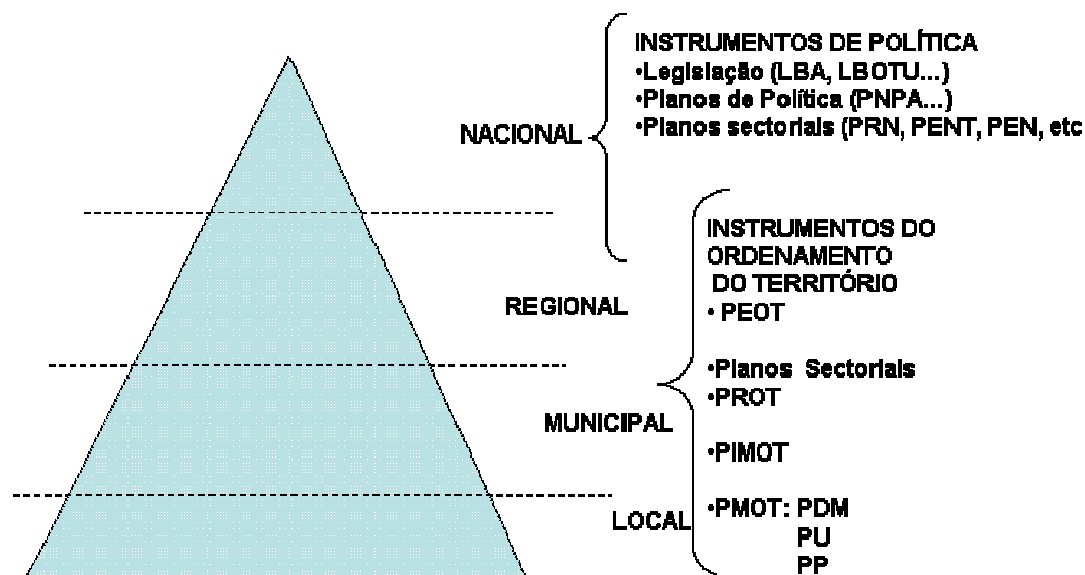 INSTRUMENTOS DE POLÍTICA
•Legislação (LBA, LBOTU...)
•Planos de Política (PNPA...)
•Planos sectoriais (PRN, PENT, PEN, etc
NACIONAL
INSTRUMENTOS DO
ORDENAMENTO
DO TERRITÓRIO
• PEOT
REGIONAL
•Planos Sectoriais
•PROT
MUNICIPAL
•PIMOT
•PMOT: PDM
LOCAL
PU
PP